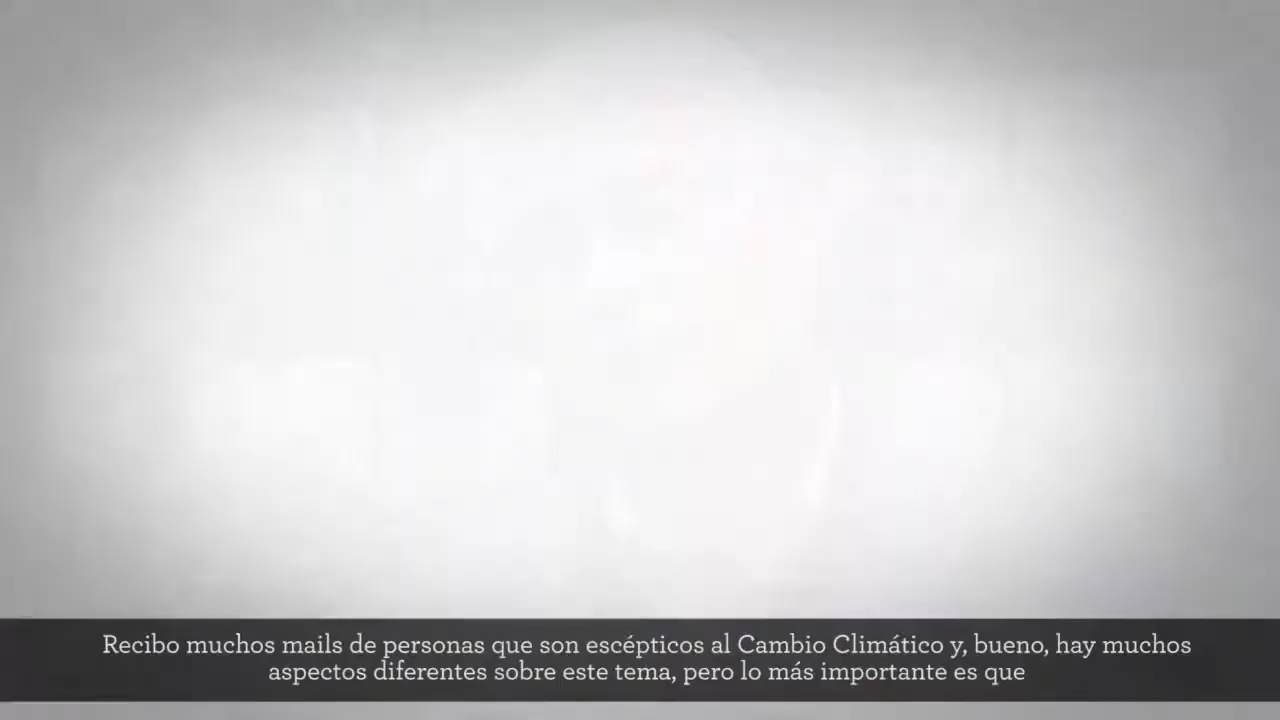 Recibo muchos mails de personas que son escépticos al Cambio Climático y, bueno, hay muchos
aspectos diferentes sobre este tema, pero lo más importante es que